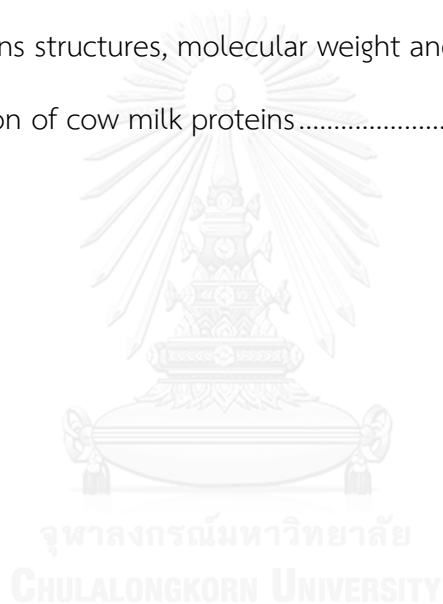 ns structures, molecular weight and
on of cow milk proteins.....................
จุฬาลงกรณ์มหาวิทยาลัย
CHULALONGKORN UNIVERSITY